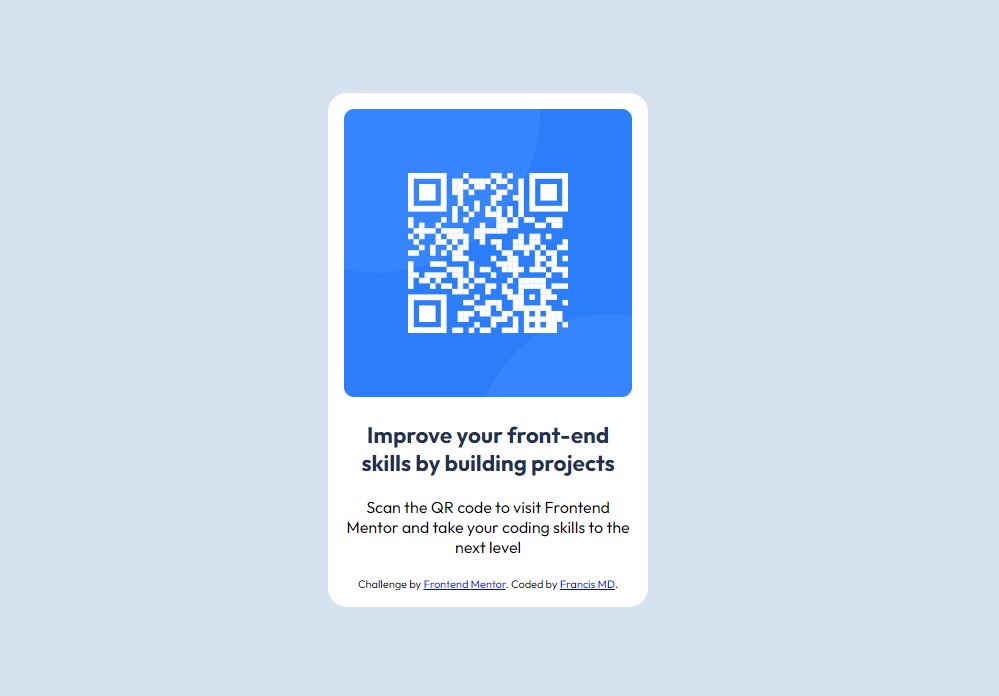 Improve your front-end
skills by building projects
Scan the QR code to visit Frontend
Mentor and take your coding skills to the
next level
Challenge by Frontend Mentor. Coded by Francis MD.